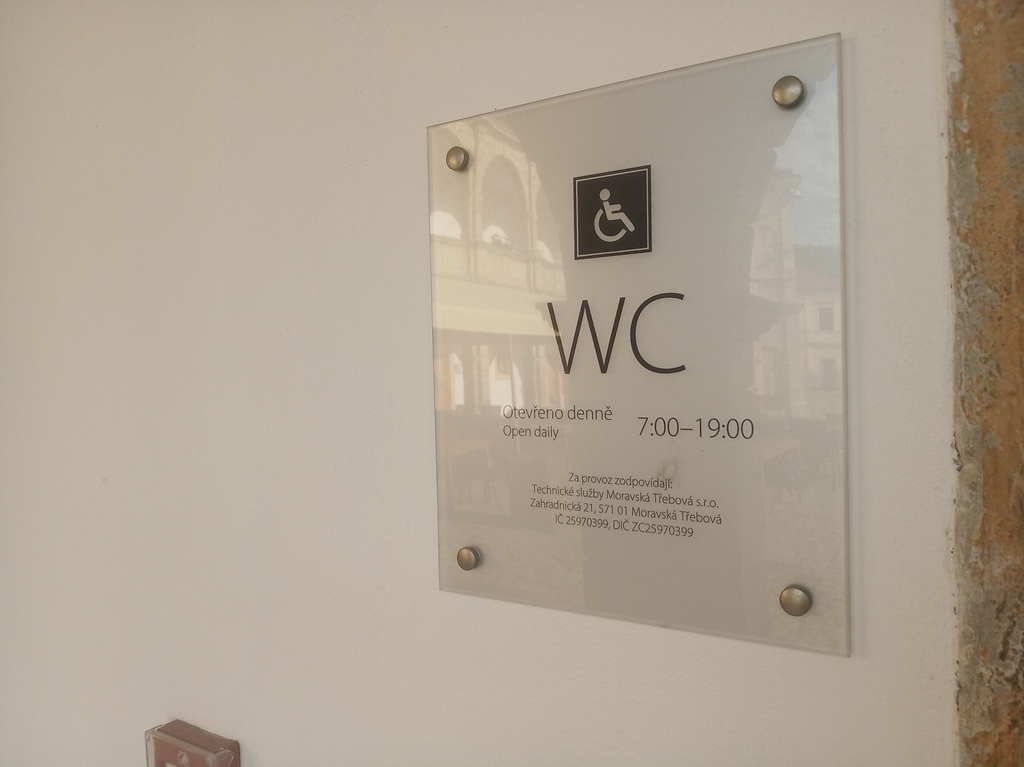 WC
Otevřeno denně
Open daily
7:00–19:00
Za provoz zodpovídají:
Technické služby Moravská Třebová s.r.o.
Zahradnická 21, 571 01 Moravská Třebová
IČ 25970399, DIČ ZC25970399